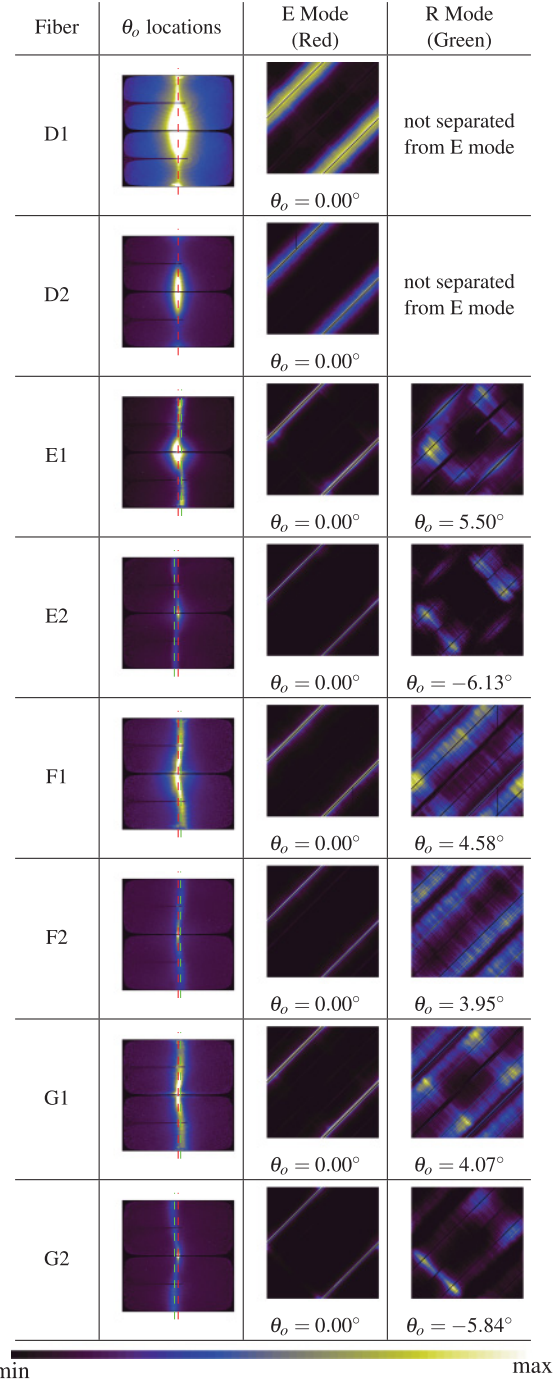 Fiber θₒ locations E Mode (Red) R Mode (Green)
D1 not separated from E mode
θₒ = 0.00°
D2 not separated from E mode
θₒ = 0.00°
E1
θₒ = 0.00° θₒ = 5.50°
E2
θₒ = 0.00° θₒ = −6.13°
F1
θₒ = 0.00° θₒ = 4.58°
F2
θₒ = 0.00° θₒ = 3.95°
G1
θₒ = 0.00° θₒ = 4.07°
G2
θₒ = 0.00° θₒ = −5.84°
min max